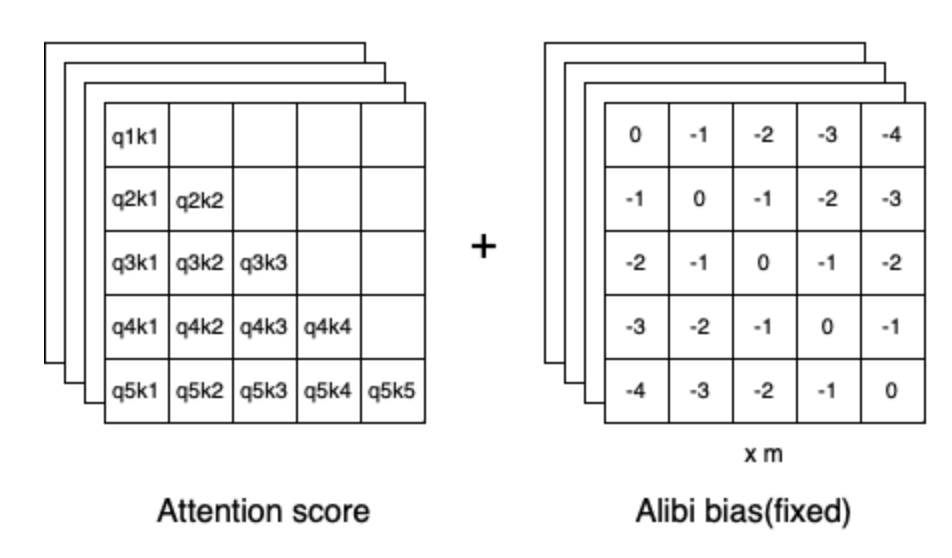 q1k1
q2k1 q2k2
q3k1 q3k2 q3k3
q4k1 q4k2 q4k3 q4k4
q5k1 q5k2 q5k3 q5k4 q5k5
Attention score
+
0 -1 -2 -3 -4
-1 0 -1 -2 -3
-2 -1 0 -1 -2
-3 -2 -1 0 -1
-4 -3 -2 -1 0
x m
Alibi bias(fixed)